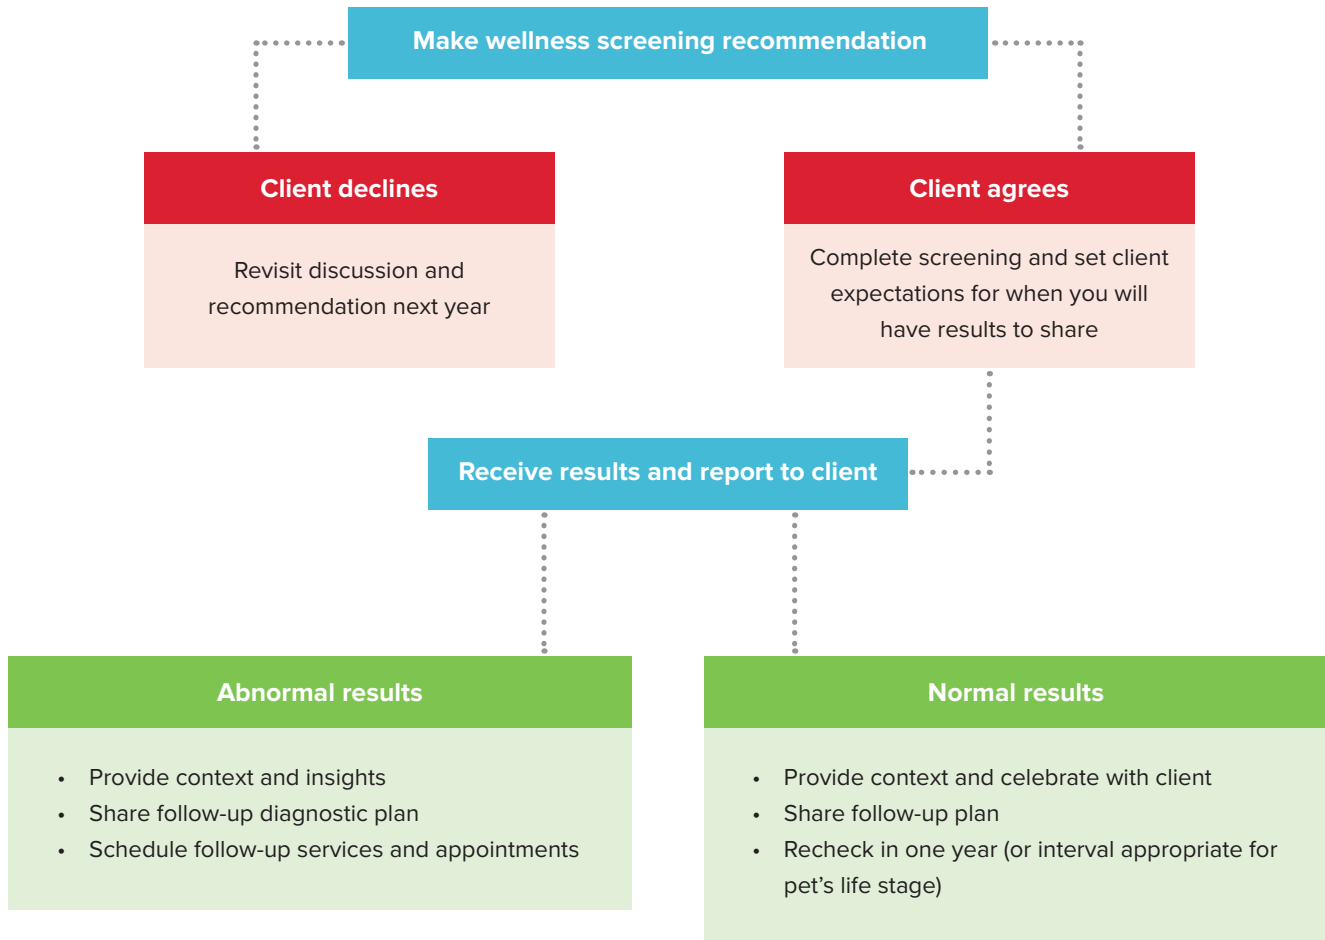 Make wellness screening recommendation
Client declines
Revisit discussion and
recommendation next year
Client agrees
Complete screening and set client
expectations for when you will
have results to share
Receive results and report to client
Abnormal results
• Provide context and insights
• Share follow-up diagnostic plan
• Schedule follow-up services and appointments
Normal results
• Provide context and celebrate with client
• Share follow-up plan
• Recheck in one year (or interval appropriate for
pet’s life stage)